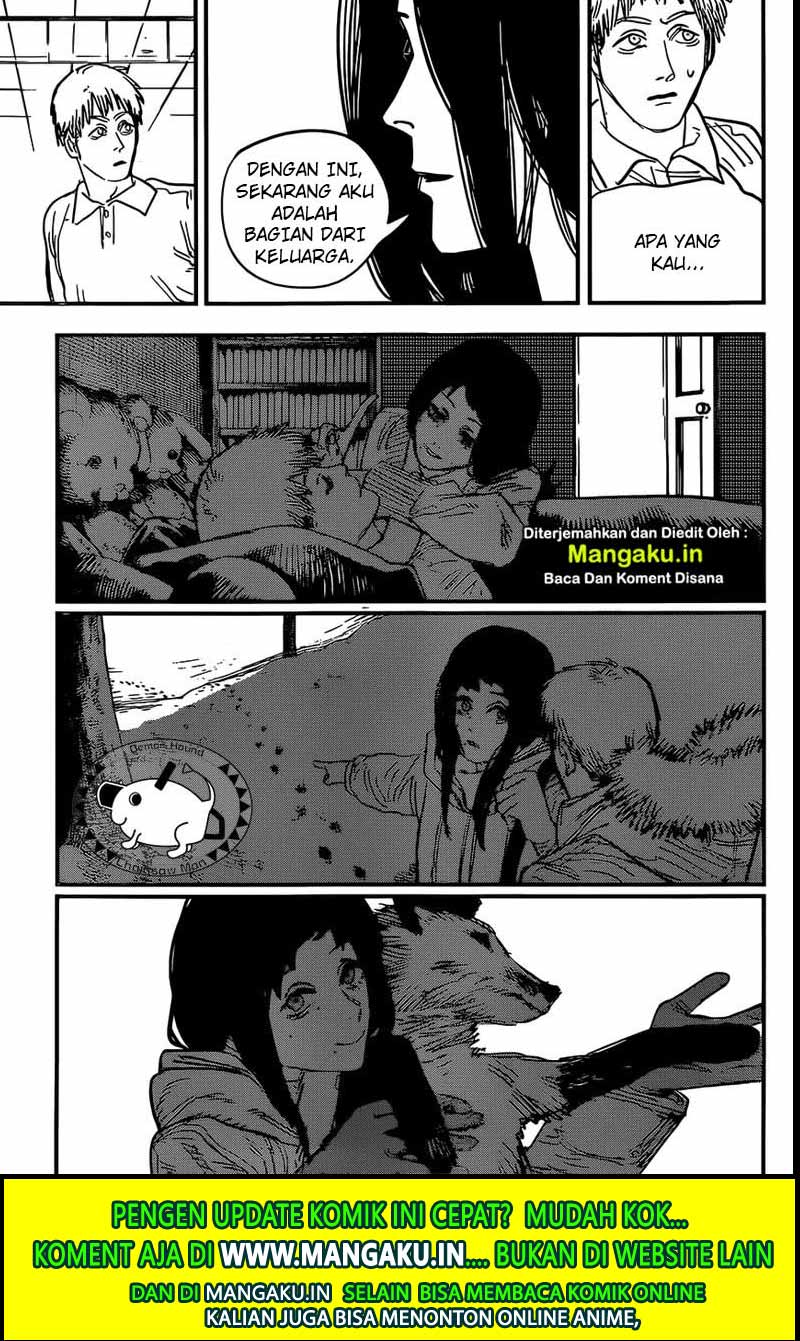 DENGAN INI,
SEKARANG AKU
ADALAH
BAGIAN DARI
KELUARGA.
APA YANG
KAU...
Diterjemahkan dan Diedit Oleh :
Mangaku.in
Baca Dan Koment Disana
Demon Hound
Chainsaw Man
PENGEN UPDATE KOMIK INI CEPAT? MUDAH KOK...
KOMENT AJA DI WWW.MANGAKU.IN.... BUKAN DI WEBSITE LAIN
DAN DI MANGAKU.IN SELAIN BISA MEMBACA KOMIK ONLINE
KALIAN JUGA BISA MENONTON ONLINE ANIME,